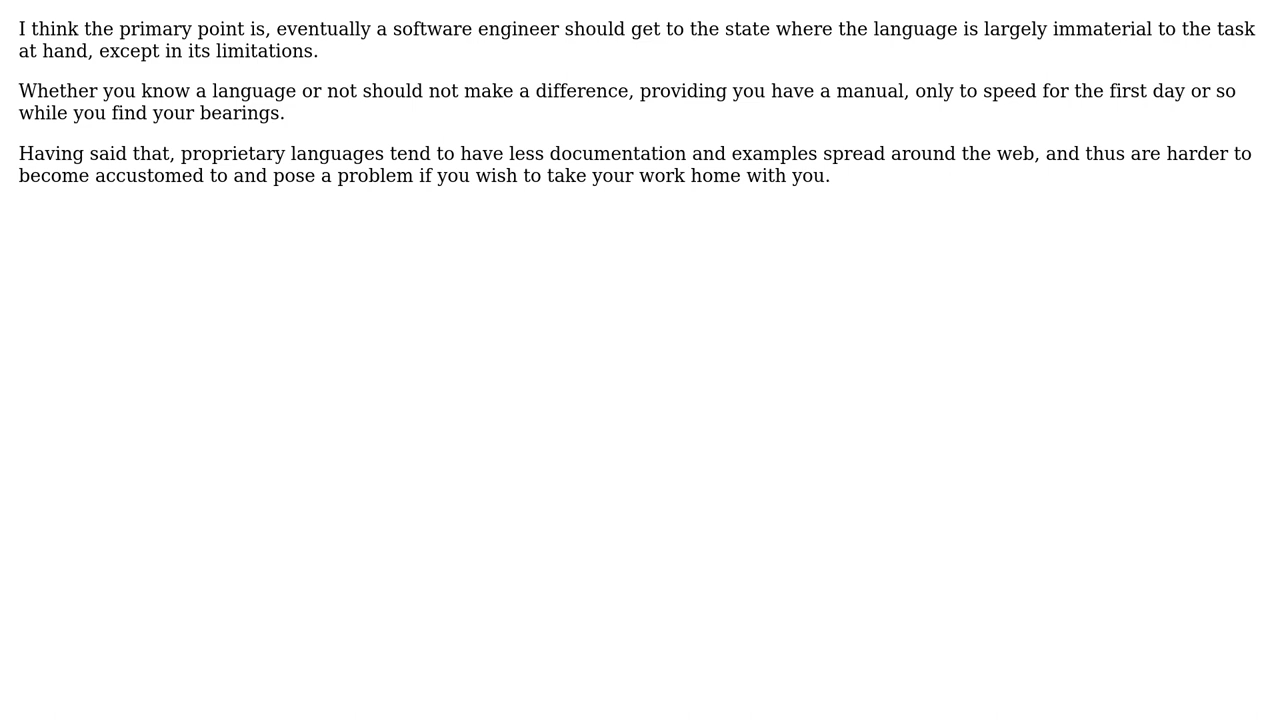 I think the primary point is, eventually a software engineer should get to the state where the language is largely immaterial to the task
at hand, except in its limitations.
Whether you know a language or not should not make a difference, providing you have a manual, only to speed for the first day or so
while you find your bearings.
Having said that, proprietary languages tend to have less documentation and examples spread around the web, and thus are harder to
become accustomed to and pose a problem if you wish to take your work home with you.